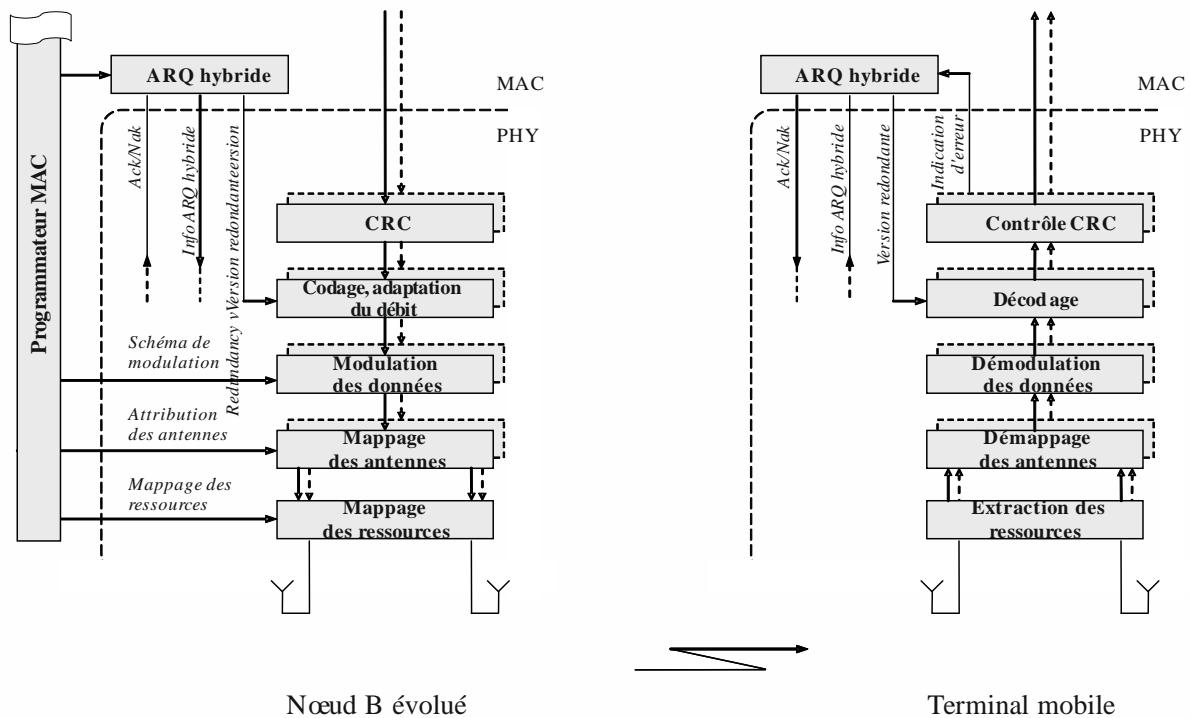 ARQ hybride
MAC
PHY
Programmateur MAC
Ack/Nak
Info ARQ hybride
Redundancy vVersion redondanteersion
CRC
Codage, adaptation
du débit
Schéma de
modulation
Modulation
des données
Attribution
des antennes
Mappage
des antennes
Mappage des
ressources
Mappage
des ressources
Nœud B évolué
ARQ hybride
MAC
PHY
Ack/Nak
Info ARQ hybride
Version redondante
Indication
d'erreur
Contrôle CRC
Décodage
Démodulation
des données
Démappage
des antennes
Extraction des
ressources
Terminal mobile